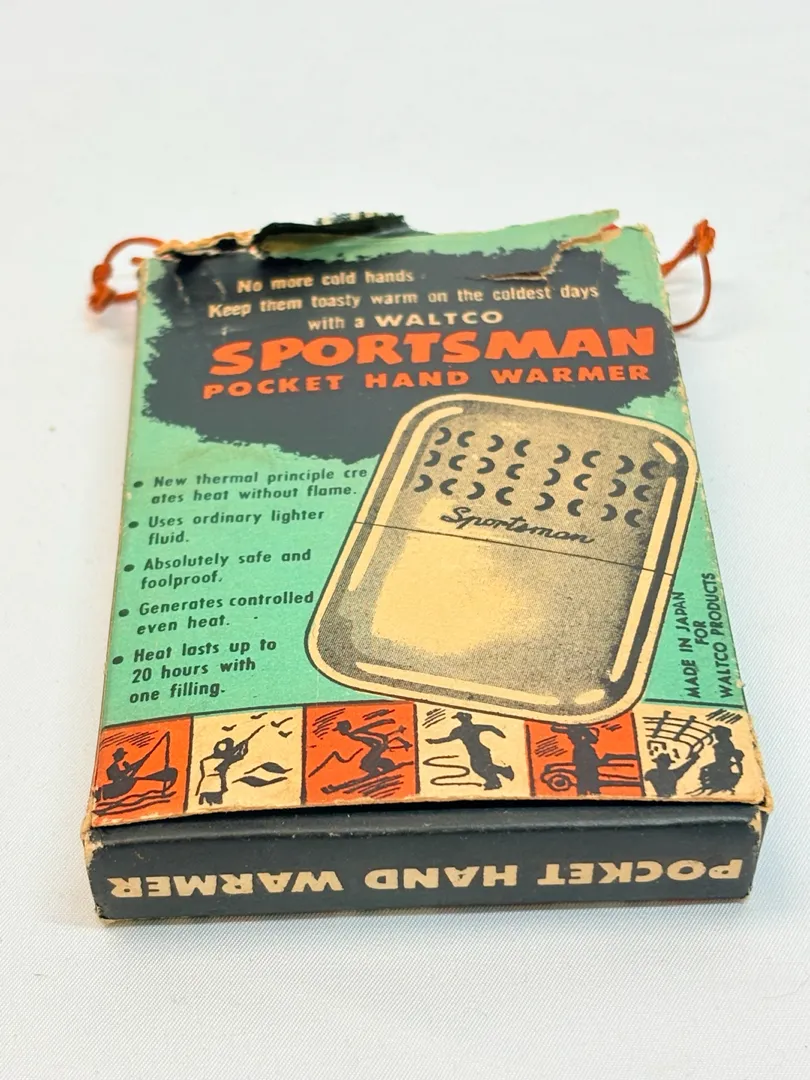 No more cold hands
Keep them toasty warm on the coldest days
with a WALTCO
SPORTSMAN
POCKET HAND WARMER
• New thermal principle cre
ates heat without flame.
• Uses ordinary lighter
fluid.
• Absolutely safe and
foolproof.
• Generates controlled
even heat.
• Heat lasts up to
20 hours with
one filling.
Sportsman
MADE IN JAPAN
FOR
WALTCO PRODUCTS
POCKET HAND WARMER